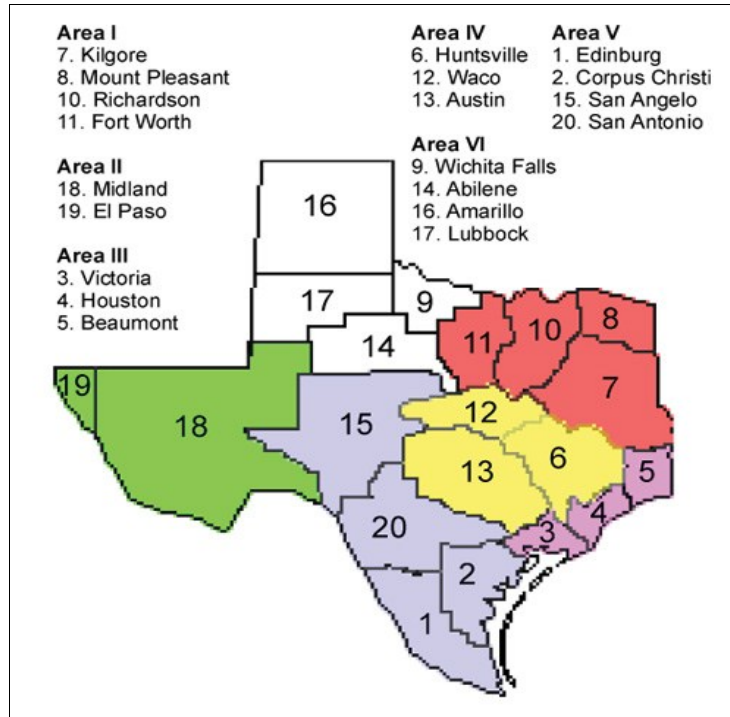 Area I
7. Kilgore
8. Mount Pleasant
10. Richardson
11. Fort Worth
Area II
18. Midland
19. El Paso
Area III
3. Victoria
4. Houston
5. Beaumont
Area IV
6. Huntsville
12. Waco
13. Austin
Area V
1. Edinburg
2. Corpus Christi
15. San Angelo
20. San Antonio
Area VI
9. Wichita Falls
14. Abilene
16. Amarillo
17. Lubbock
16
17
9
14
11
10
8
7
19
18
15
12
13
6
5
4
3
20
2
1